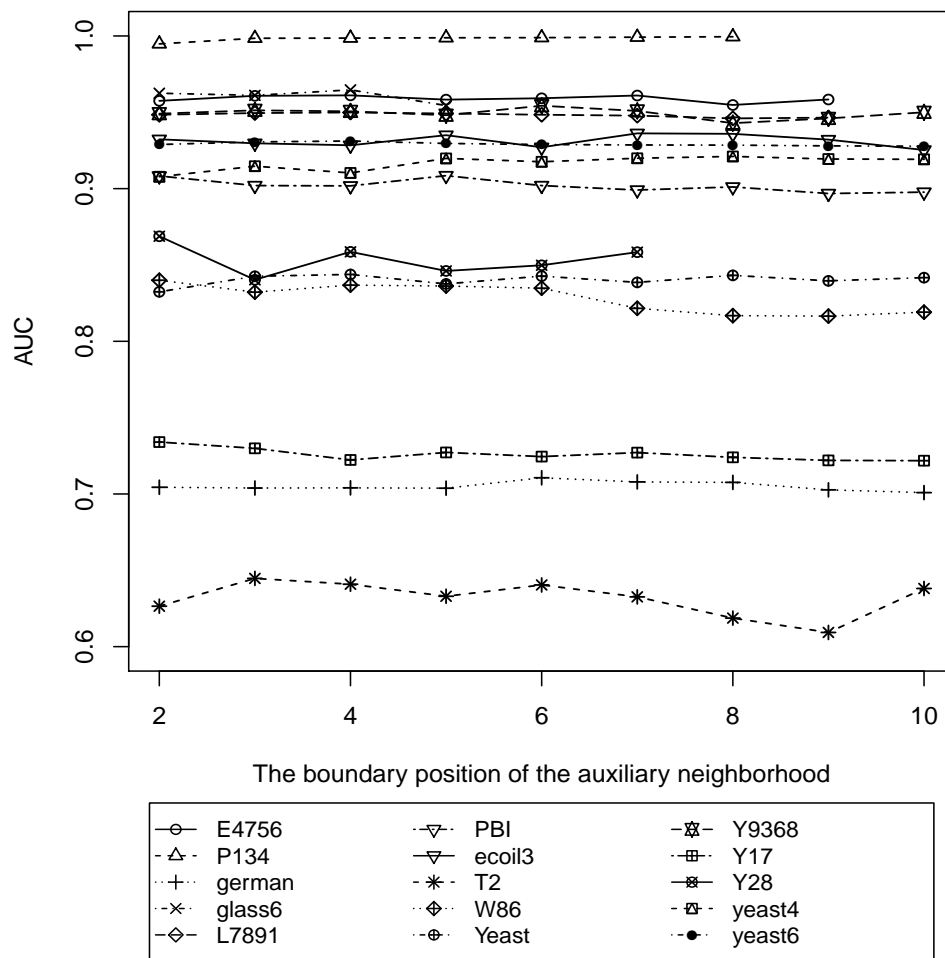 1.0
0.9
0.8
0.7
0.6
AUC
2 4 6 8 10
The boundary position of the auxiliary neighborhood
E4756 PBI Y9368
P134 ecoil3 Y17
german T2 Y28
glass6 W86 yeast4
L7891 Yeast yeast6